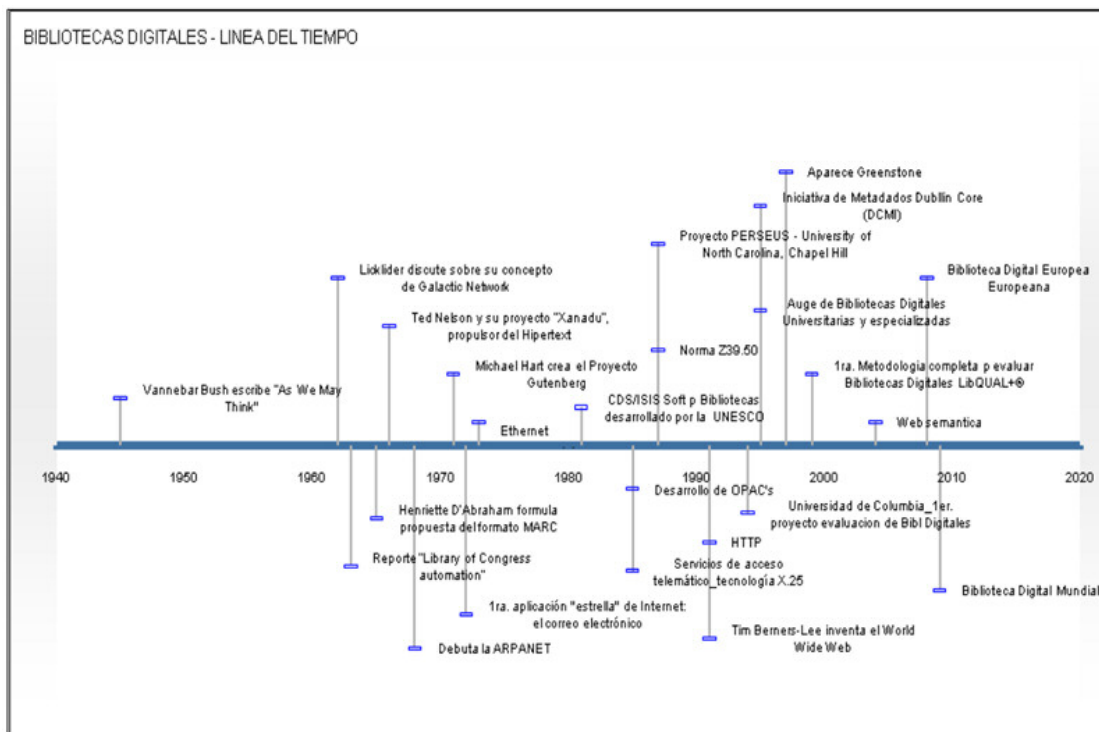 BIBLIOTECAS DIGITALES - LINEA DEL TIEMPO
Aparece Greenstone
Iniciativa de Metadados Dubllin Core
(DCMI)
Proyecto PERSEUS - University of
North Carolina, Chapel Hill
Licklider discute sobre su concepto
de Galactic Network
Biblioteca Digital Europea
Europeana
Ted Nelson y su proyecto "Xanadu",
propulsor del Hipertext
Auge de Bibliotecas Digitales
Universitarias y especializadas
Norma Z39.50
Michael Hart crea el Proyecto
Gutenberg
1ra. Metodologia completa p evaluar
Bibliotecas Digitales LibQUAL+®
Vannebar Bush escribe "As We May
Think"
CDS/ISIS Soft p Bibliotecas
desarrollado por la UNESCO
Ethernet
Web semantica
1940 1950 1960 1970 1980 1990 2000 2010 2020
Desarrollo de OPAC's
Henriette D'Abraham formula
propuesta del formato MARC
Universidad de Columbia_1er.
proyecto evaluacion de Bibl Digitales
HTTP
Reporte "Library of Congress
automation"
Servicios de acceso
telemático_tecnología X.25
Biblioteca Digital Mundial
1ra. aplicación "estrella" de Internet:
el correo electrónico
Tim Berners-Lee inventa el World
Wide Web
Debuta la ARPANET